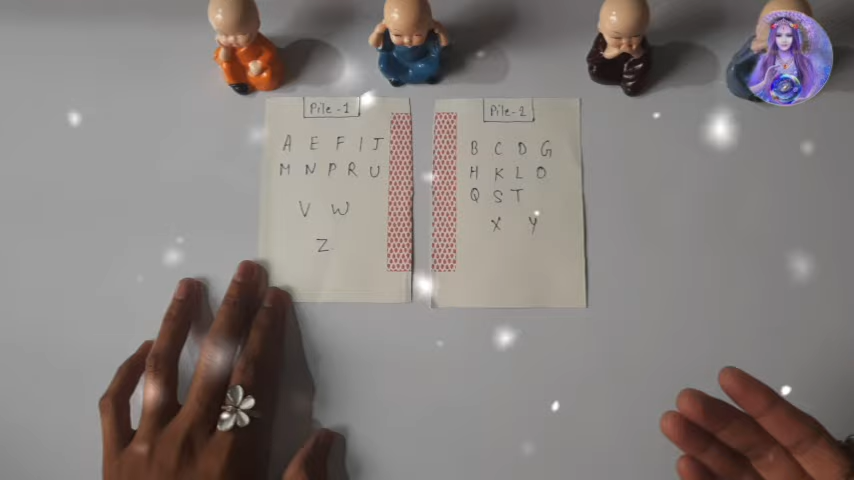 Pile-1
A E F I J
M N P R U
V W
Z
Pile-2
B C D G
H K L O
Q S T
X Y